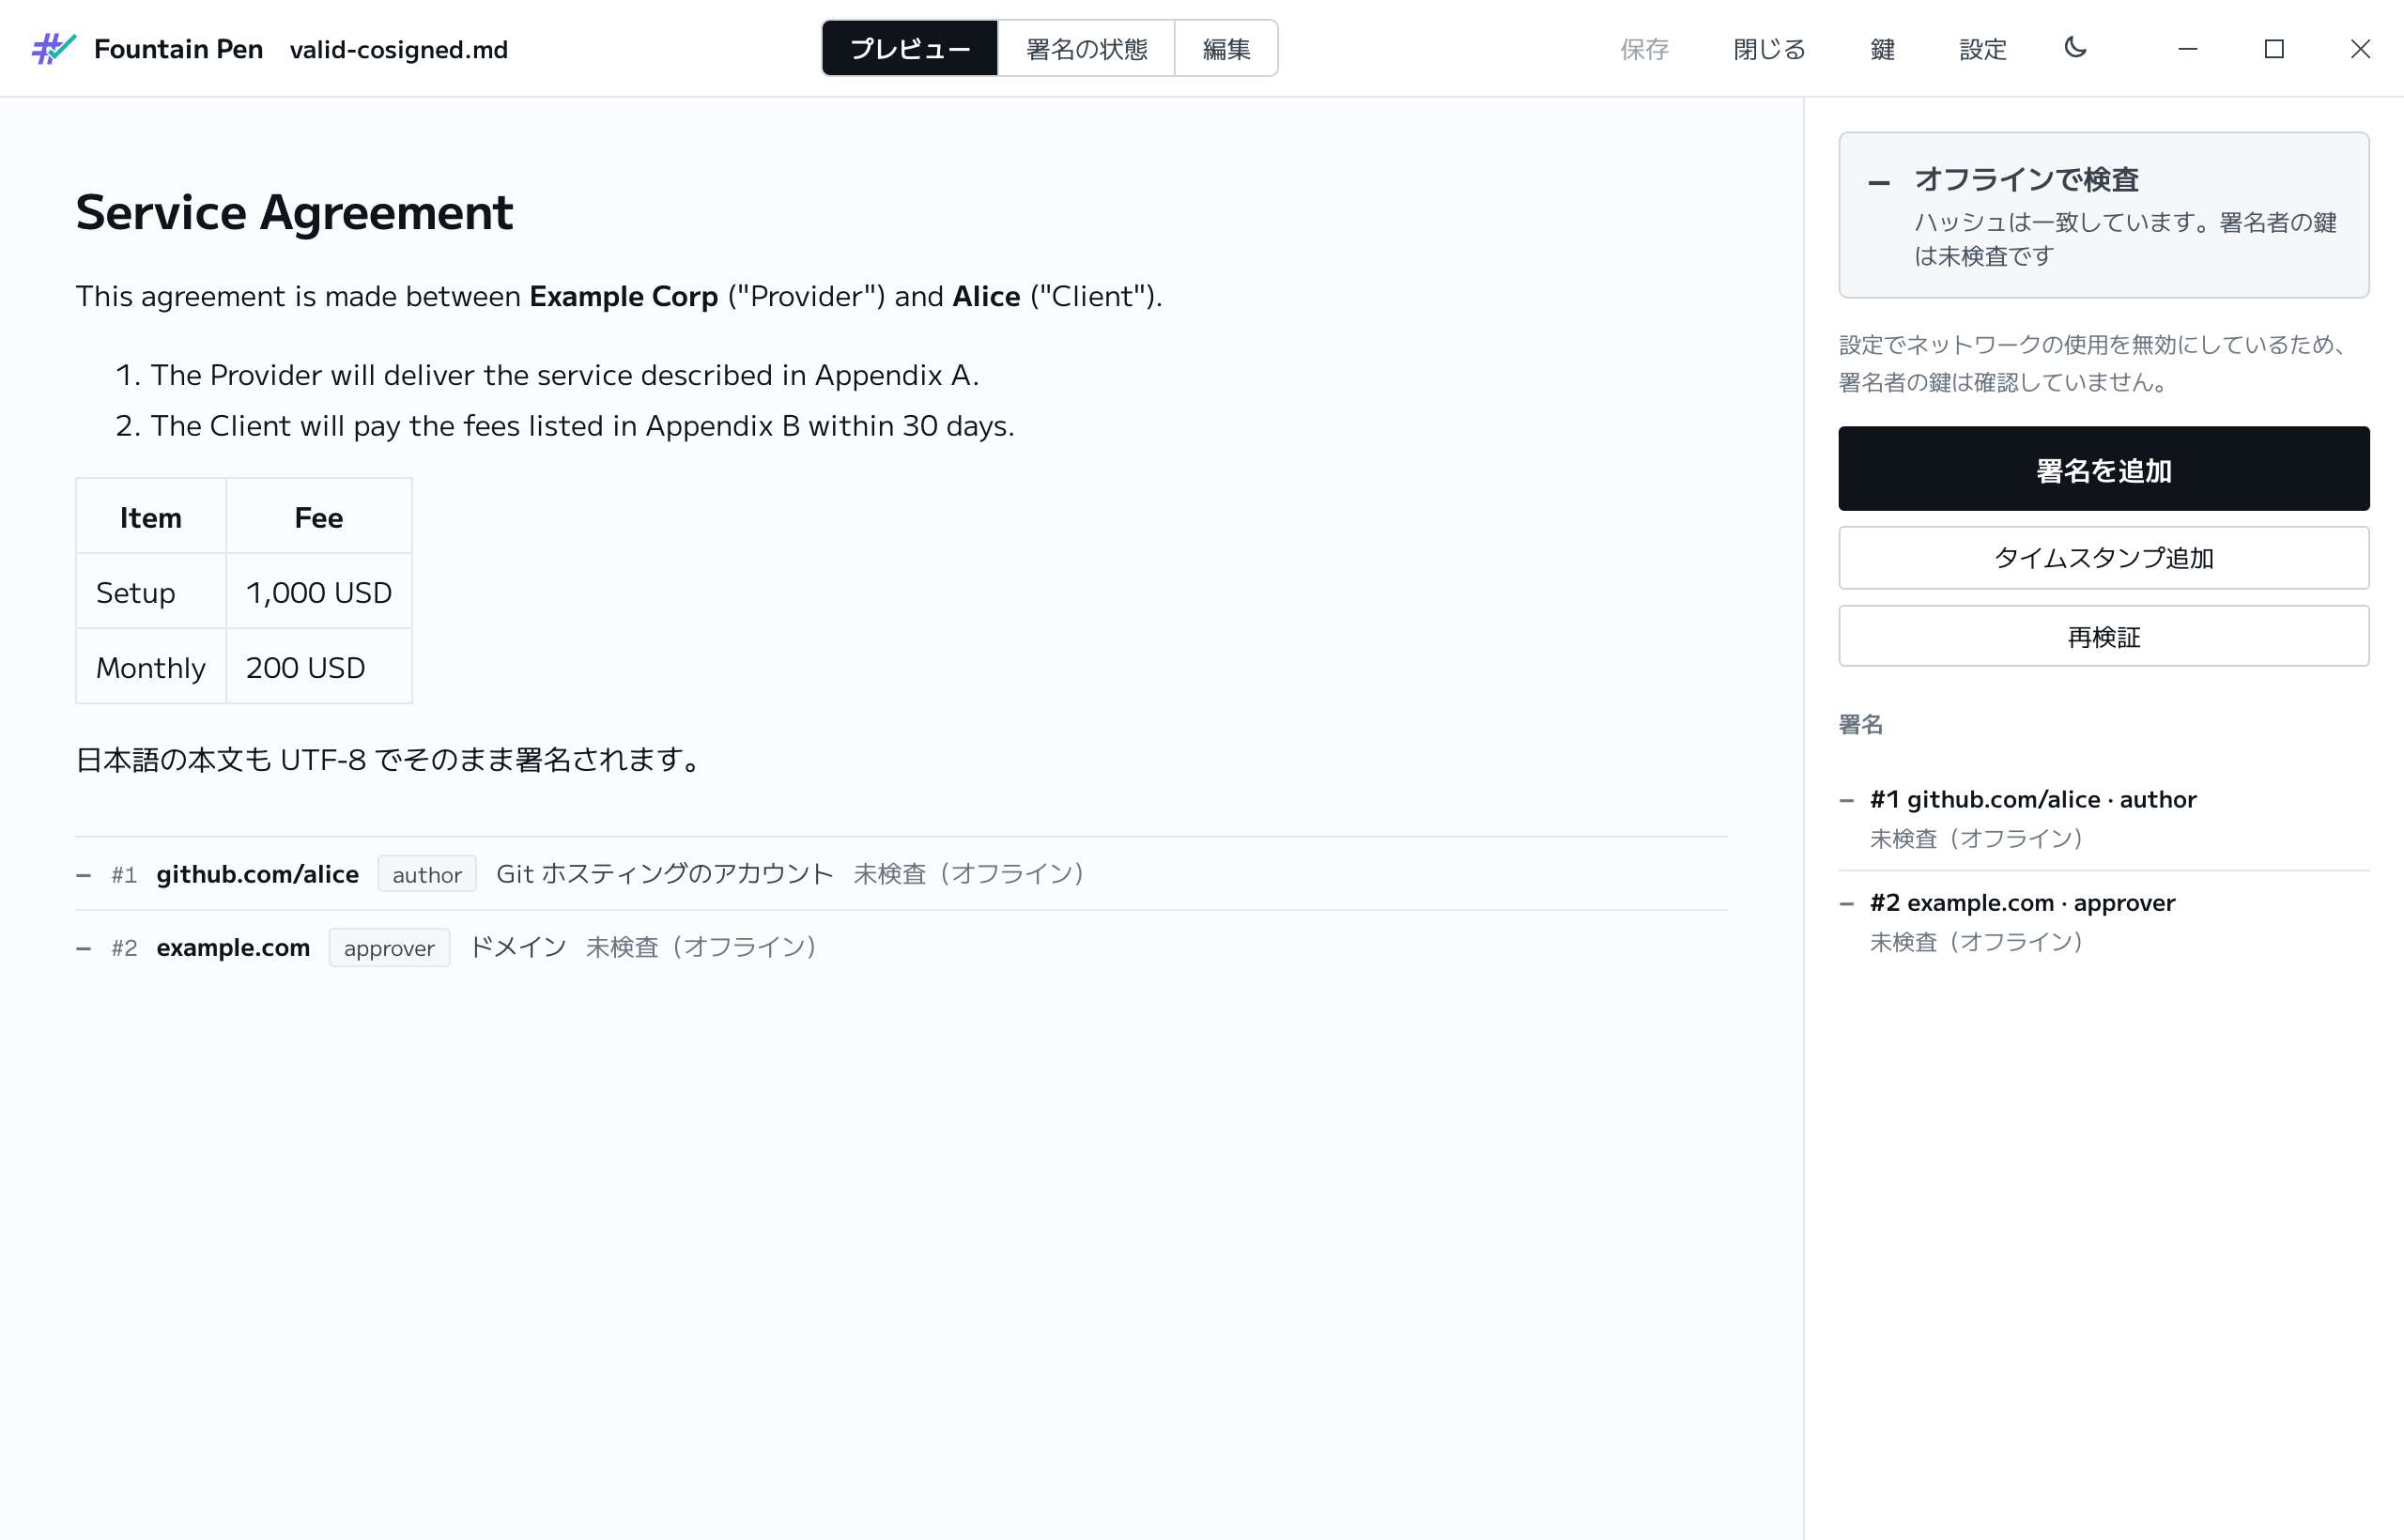 Fountain Pen valid-cosigned.md プレビュー 署名の状態 編集 保存 閉じる 鍵 設定
Service Agreement
This agreement is made between Example Corp ("Provider") and Alice ("Client").
1. The Provider will deliver the service described in Appendix A.
2. The Client will pay the fees listed in Appendix B within 30 days.
Item Fee
Setup 1,000 USD
Monthly 200 USD
日本語の本文も UTF-8 でそのまま署名されます。
– #1 github.com/alice author Git ホスティングのアカウント 未検査（オフライン）
– #2 example.com approver ドメイン 未検査（オフライン）
– オフラインで検査
ハッシュは一致しています。署名者の鍵
は未検査です
設定でネットワークの使用を無効にしているため、
署名者の鍵は確認していません。
署名を追加
タイムスタンプ追加
再検証
署名
– #1 github.com/alice · author
未検査（オフライン）
– #2 example.com · approver
未検査（オフライン）